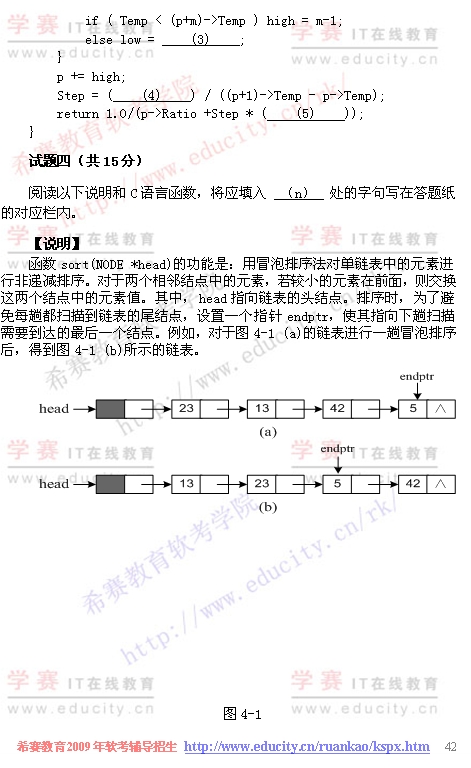 if ( Temp < (p+m)->Temp ) high = m-1;
else low = (3) ;
}
p += high;
Step = ( (4) ) / ((p+1)->Temp - p->Temp);
return 1.0/(p->Ratio +Step * ( (5) ));
}
试题四（共 15 分）
阅读以下说明和 C 语言函数，将应填入 (n) 处的字句写在答题纸
的对应栏内。
【说明】
函数 sort(NODE *head)的功能是：用冒泡排序法对单链表中的元素进
行非递减排序。对于两个相邻结点中的元素，若较小的元素在前面，则交换
这两个结点中的元素值。其中，head 指向链表的头结点。排序时，为了避
免每趟都扫描到链表的尾结点，设置一个指针 endptr，使其指向下趟扫描
需要到达的最后一个结点。例如，对于图 4-1 (a)的链表进行一趟冒泡排序
后，得到图 4-1 (b)所示的链表。
endptr
head 23 13 42 5 ∧
(a)
endptr
head 13 23 5 42 ∧
(b)
图 4-1
希赛教育 2009 年软考辅导招生 http://www.educity.cn/ruankao/kspx.htm 42
学赛 IT在线教育
www.educity.cn
希赛教育软考学院
http://www.educity.cn/rk/